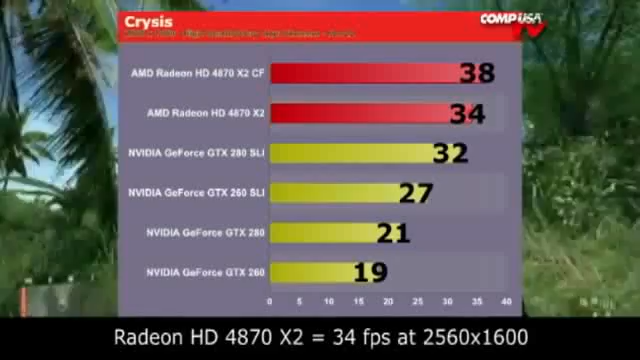 Crysis
COMPUSA
TV
AMD Radeon HD 4870 X2 CF 38
AMD Radeon HD 4870 X2 34
NVIDIA GeForce GTX 280 SLI 32
NVIDIA GeForce GTX 260 SLI 27
NVIDIA GeForce GTX 280 21
NVIDIA GeForce GTX 260 19
0 5 10 15 20 25 30 35 40
Radeon HD 4870 X2 = 34 fps at 2560x1600